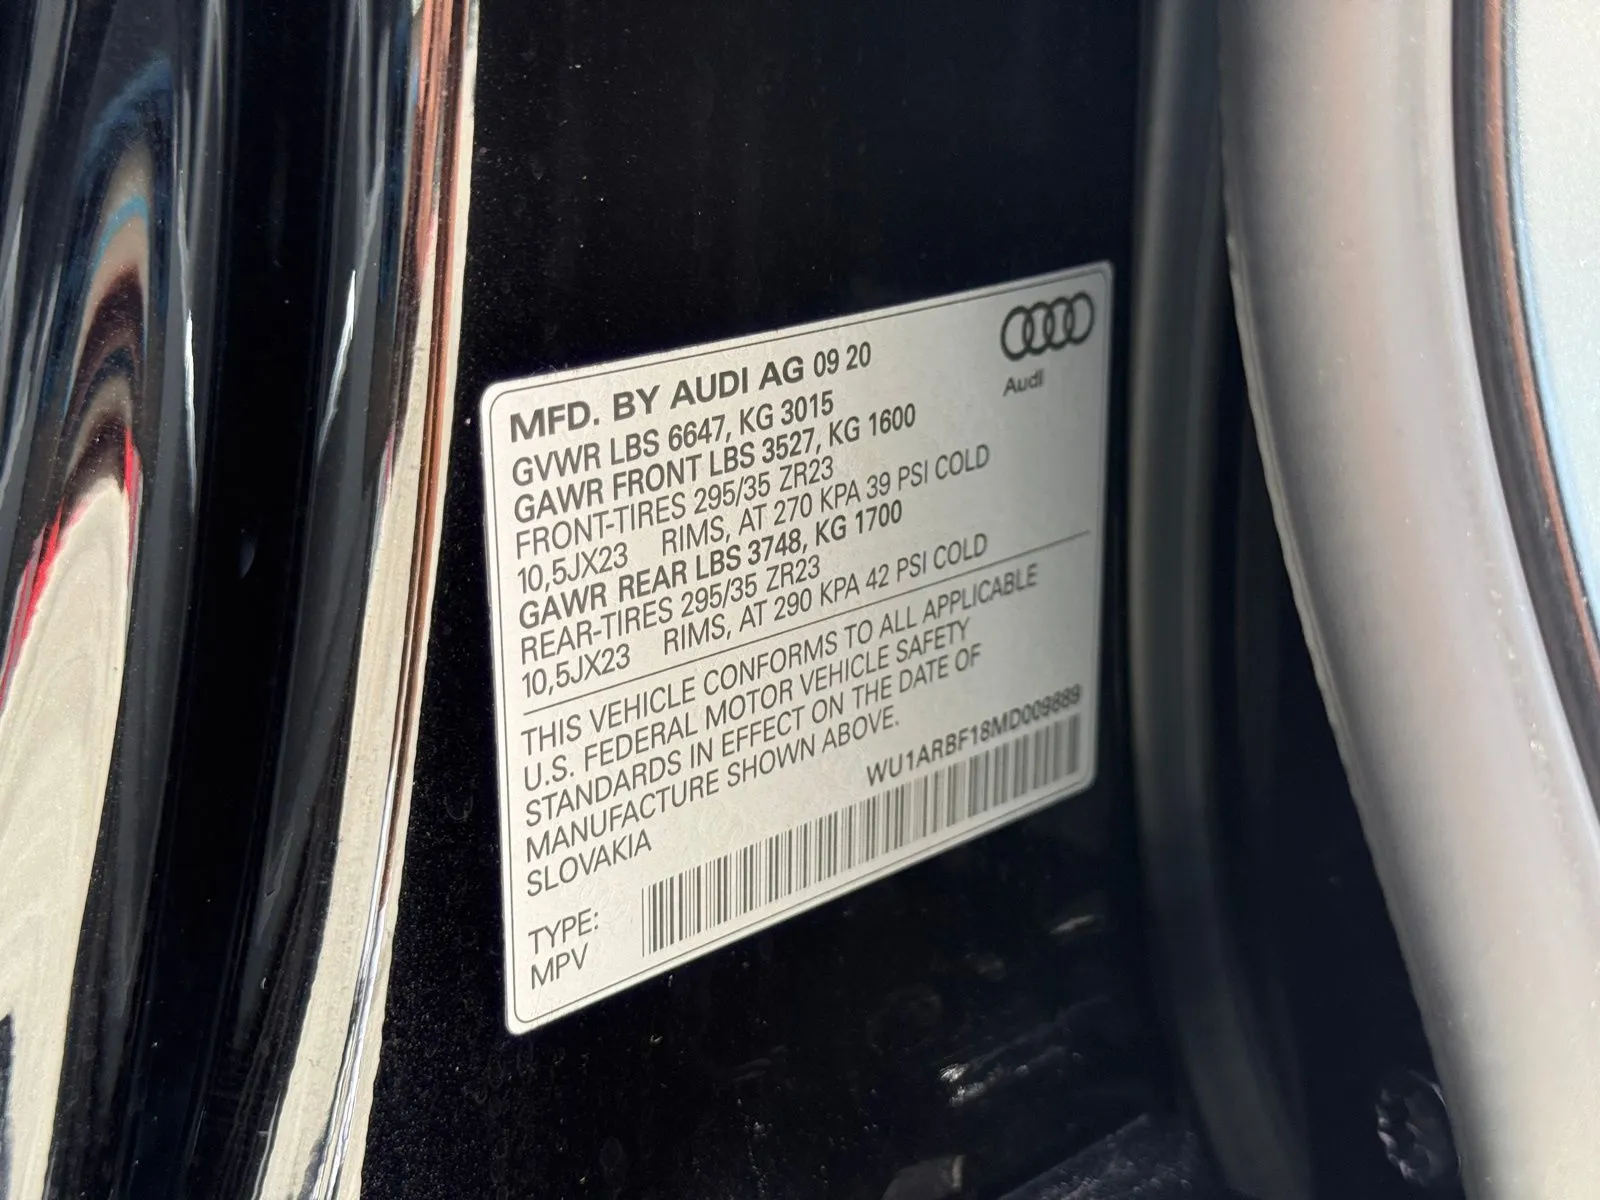 MFD. BY AUDI AG 09 20
Audi
GVWR LBS 6647, KG 3015
GAWR FRONT LBS 3527, KG 1600
FRONT-TIRES 295/35 ZR23
10,5JX23 RIMS, AT 270 KPA 39 PSI COLD
GAWR REAR LBS 3748, KG 1700
REAR-TIRES 295/35 ZR23
10,5JX23 RIMS, AT 290 KPA 42 PSI COLD
THIS VEHICLE CONFORMS TO ALL APPLICABLE
U.S. FEDERAL MOTOR VEHICLE SAFETY
STANDARDS IN EFFECT ON THE DATE OF
MANUFACTURE SHOWN ABOVE.
SLOVAKIA
WU1ARBF18MD009889
TYPE:
MPV